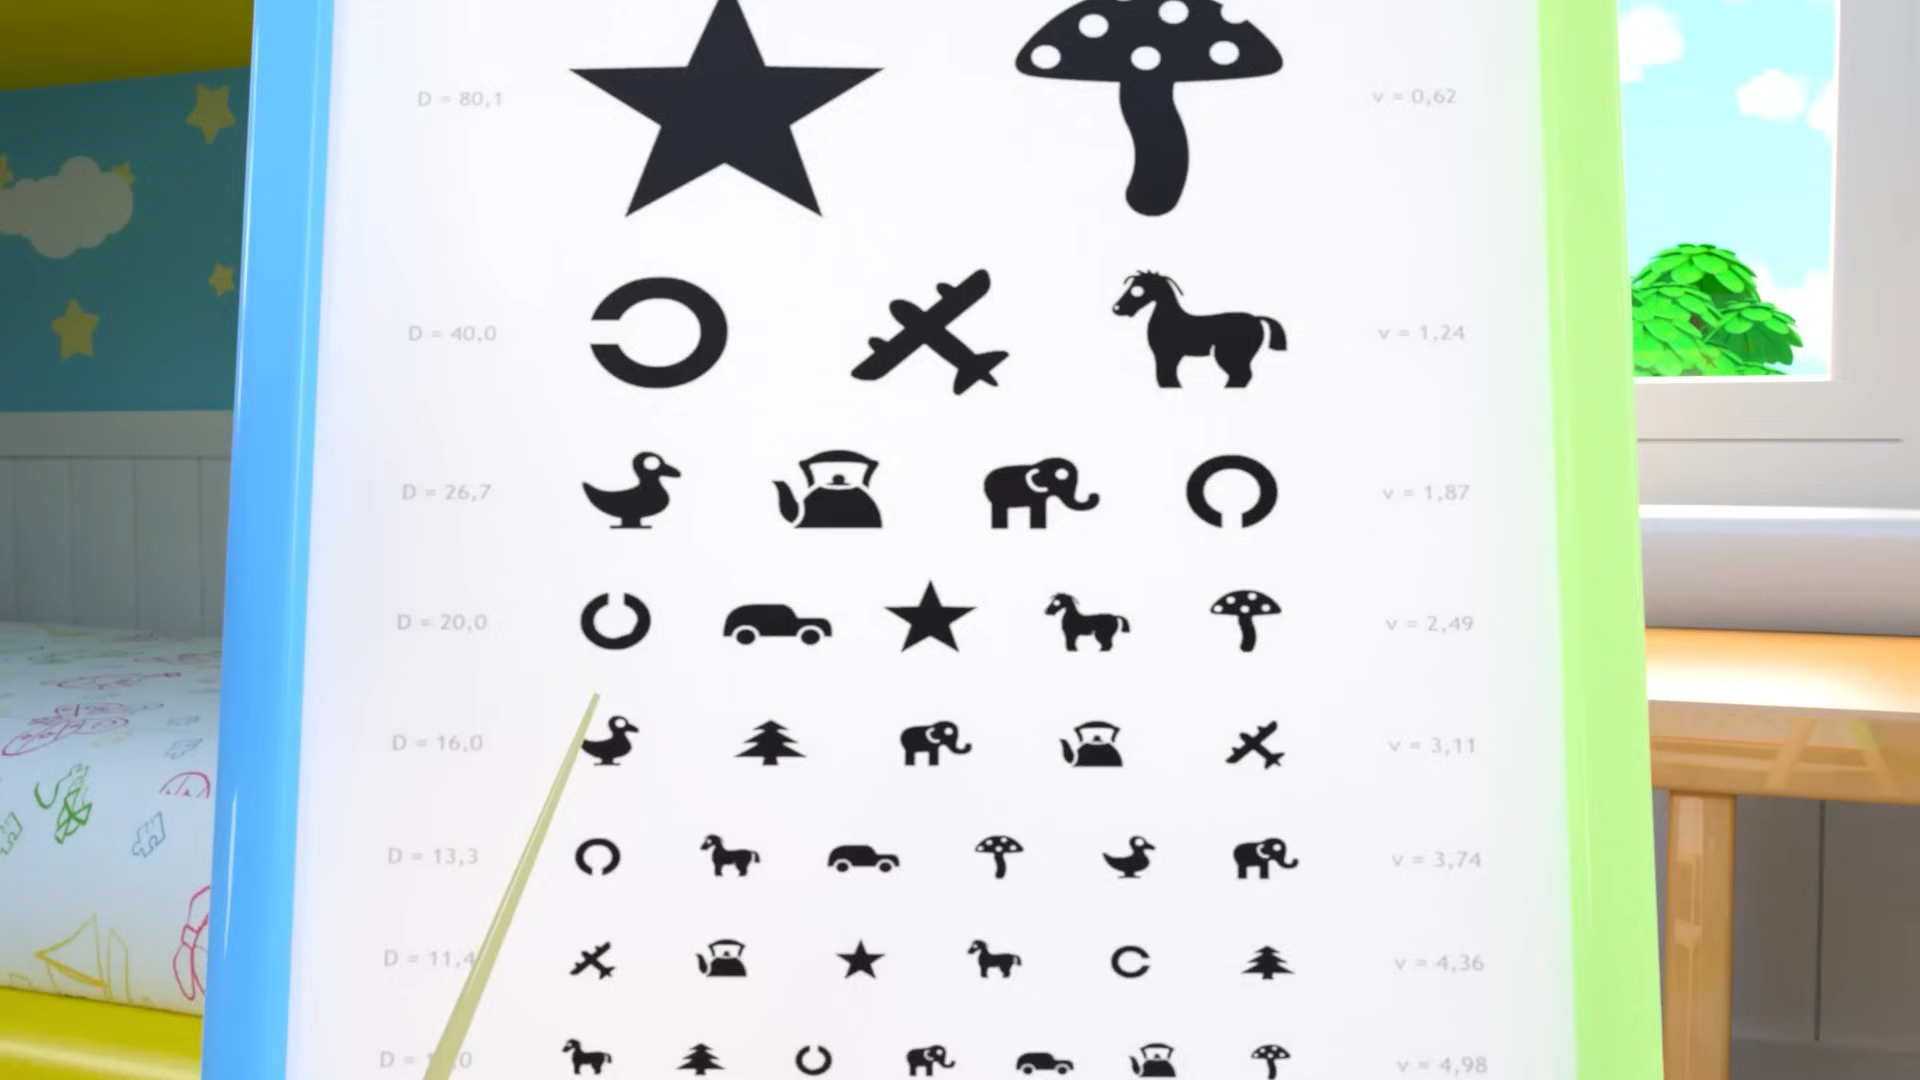 D = 80,1 v = 0,62
D = 40,0 v = 1,24
D = 26,7 v = 1,87
D = 20,0 v = 2,49
D = 16,0 v = 3,11
D = 13,3 v = 3,74
D = 11,4 v = 4,36
D = v = 4,98